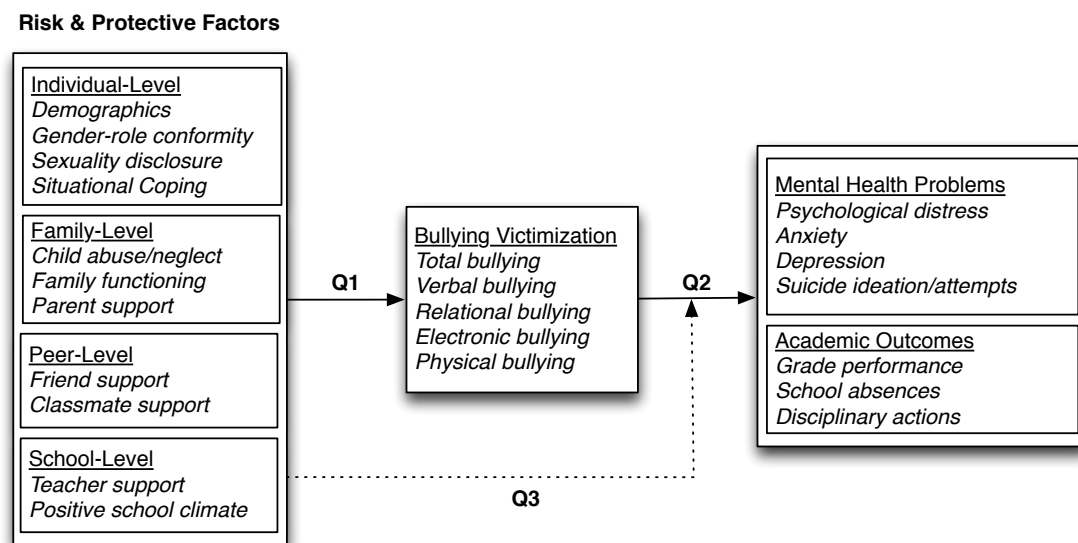 Risk & Protective Factors
Individual-Level
Demographics
Gender-role conformity
Sexuality disclosure
Situational Coping
Family-Level
Child abuse/neglect
Family functioning
Parent support
Peer-Level
Friend support
Classmate support
School-Level
Teacher support
Positive school climate
Q1
Bullying Victimization
Total bullying
Verbal bullying
Relational bullying
Electronic bullying
Physical bullying
Q2
Q3
Mental Health Problems
Psychological distress
Anxiety
Depression
Suicide ideation/attempts
Academic Outcomes
Grade performance
School absences
Disciplinary actions